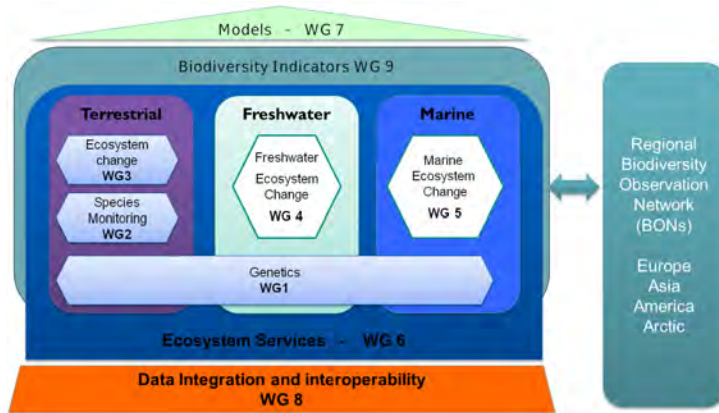 Models - WG 7
Biodiversity Indicators WG 9
Terrestrial
Ecosystem
change
WG3
Species
Monitoring
WG2
Freshwater
Freshwater
Ecosystem
Change
WG 4
Marine
Marine
Ecosystem
Change
WG 5
Genetics
WG1
Ecosystem Services - WG 6
Data Integration and interoperability
WG 8
Regional
Biodiversity
Observation
Network
(BONs)
Europe
Asia
America
Arctic